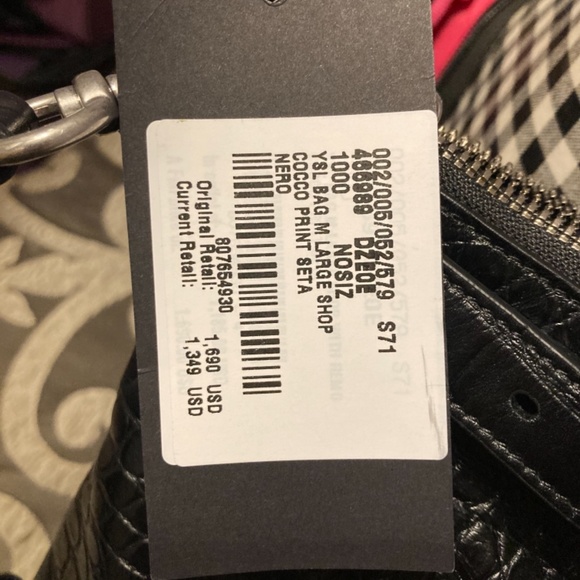 002/005/052/579 S71
466989 DZE0E
1000 NOSIZ
YSL BAG M LARGE SHOP
COCCO PRINT SETA
NERO
807654930
Original Retail: 1,690 USD
Current Retail: 1,349 USD